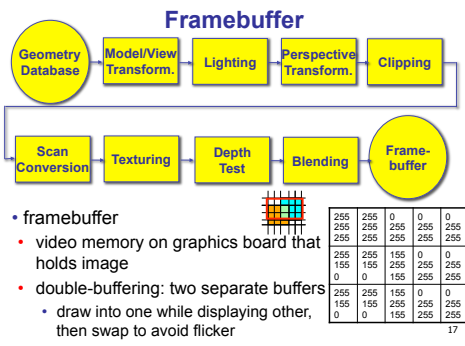 Framebuffer
Geometry
Database
Model/View
Transform.
Lighting
Perspective
Transform.
Clipping
Scan
Conversion
Texturing
Depth
Test
Blending
Frame-
buffer
• framebuffer
• video memory on graphics board that
holds image
• double-buffering: two separate buffers
• draw into one while displaying other,
then swap to avoid flicker
255 255 0 0 0
255 255 255 255 255
255 255 255 255 255
255 255 155 0 0
155 155 255 255 255
0 0 155 255 255
255 255 155 0 0
155 155 255 255 255
0 0 155 255 255
17